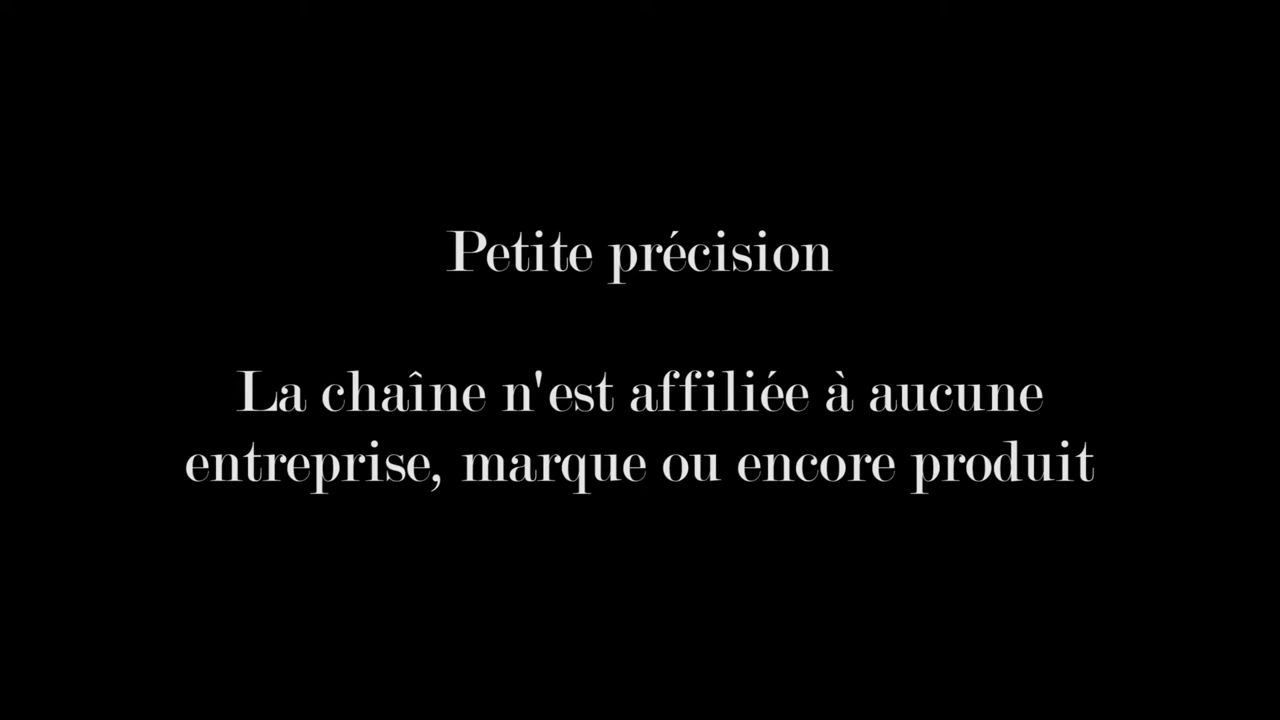 Petite précision
La chaîne n'est affiliée à aucune
entreprise, marque ou encore produit